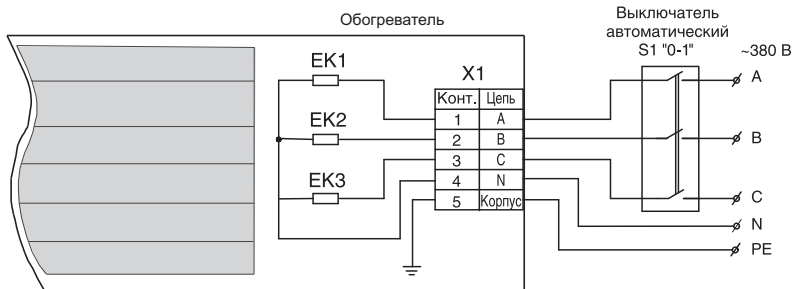 Обогреватель
Выключатель
автоматический
S1 "0-1"
~380 В
EK1
EK2
EK3
X1
Конт. Цепь
1 A
2 B
3 C
4 N
5 Корпус
A
B
C
N
PE